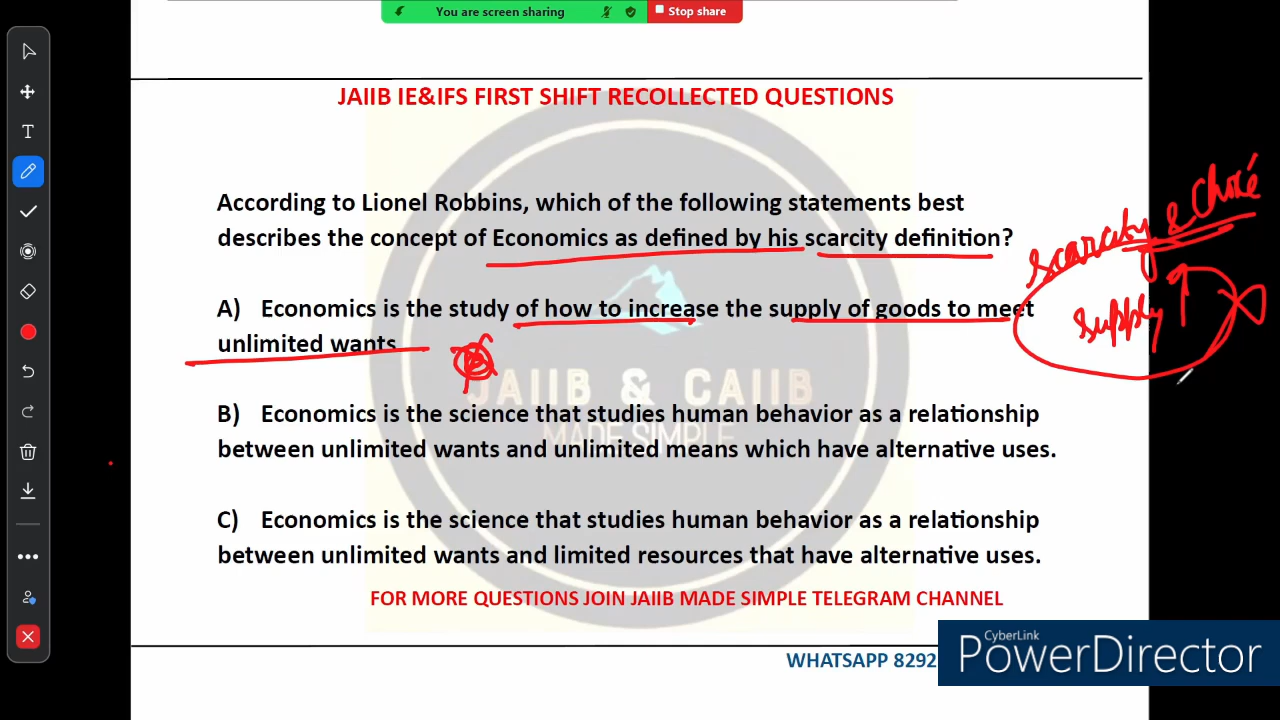 You are screen sharing
Stop share
JAIIB IE&IFS FIRST SHIFT RECOLLECTED QUESTIONS
According to Lionel Robbins, which of the following statements best
describes the concept of Economics as defined by his scarcity definition?
Scarcity & Choice
Supply
A) Economics is the study of how to increase the supply of goods to meet
unlimited wants
JAIIB & CAIIB
MADE SIMPLE
B) Economics is the science that studies human behavior as a relationship
between unlimited wants and unlimited means which have alternative uses.
C) Economics is the science that studies human behavior as a relationship
between unlimited wants and limited resources that have alternative uses.
FOR MORE QUESTIONS JOIN JAIIB MADE SIMPLE TELEGRAM CHANNEL
WHATSAPP 8292
CyberLink
PowerDirector
T